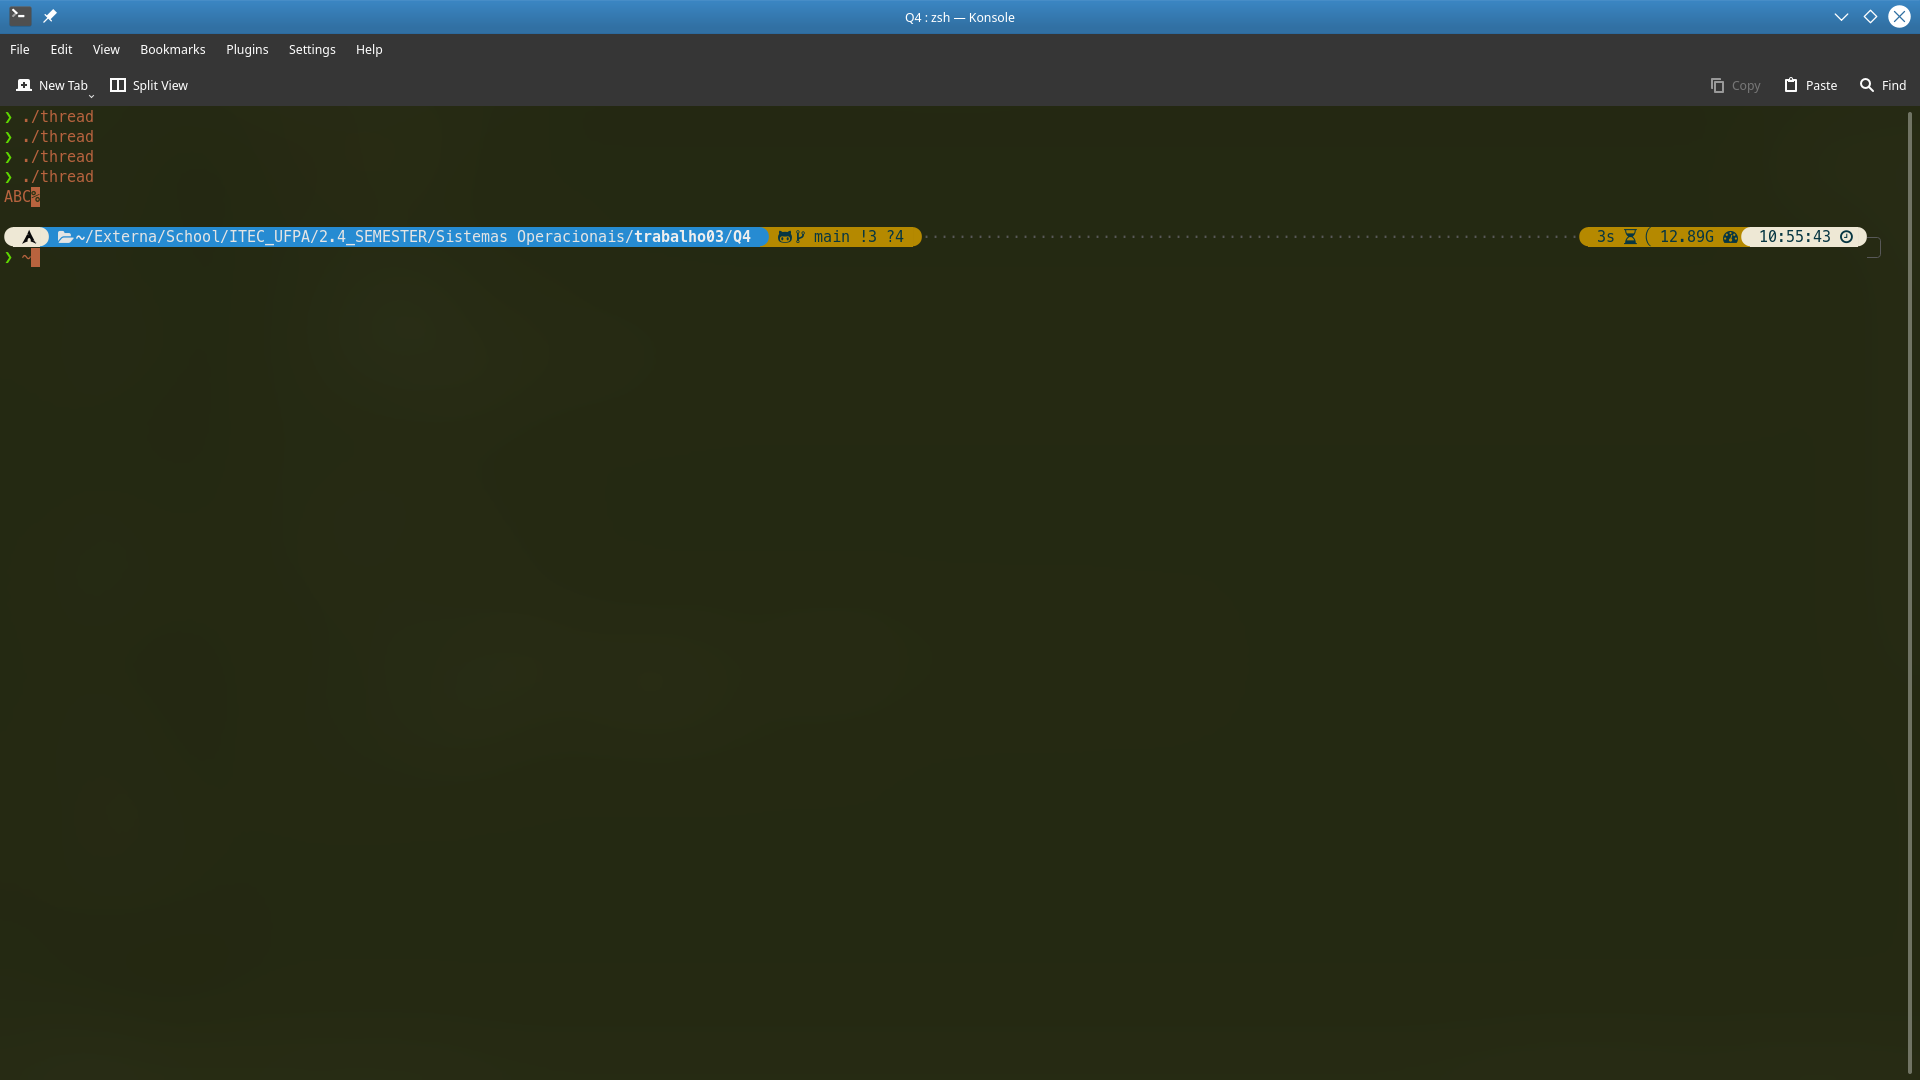 Q4 : zsh — Konsole
File Edit View Bookmarks Plugins Settings Help
New Tab Split View Copy Paste Find
❯ ./thread
❯ ./thread
❯ ./thread
❯ ./thread
ABC%
~/Externa/School/ITEC_UFPA/2.4_SEMESTER/Sistemas Operacionais/trabalho03/Q4 main !3 ?4 3s 12.89G 10:55:43
❯ ~